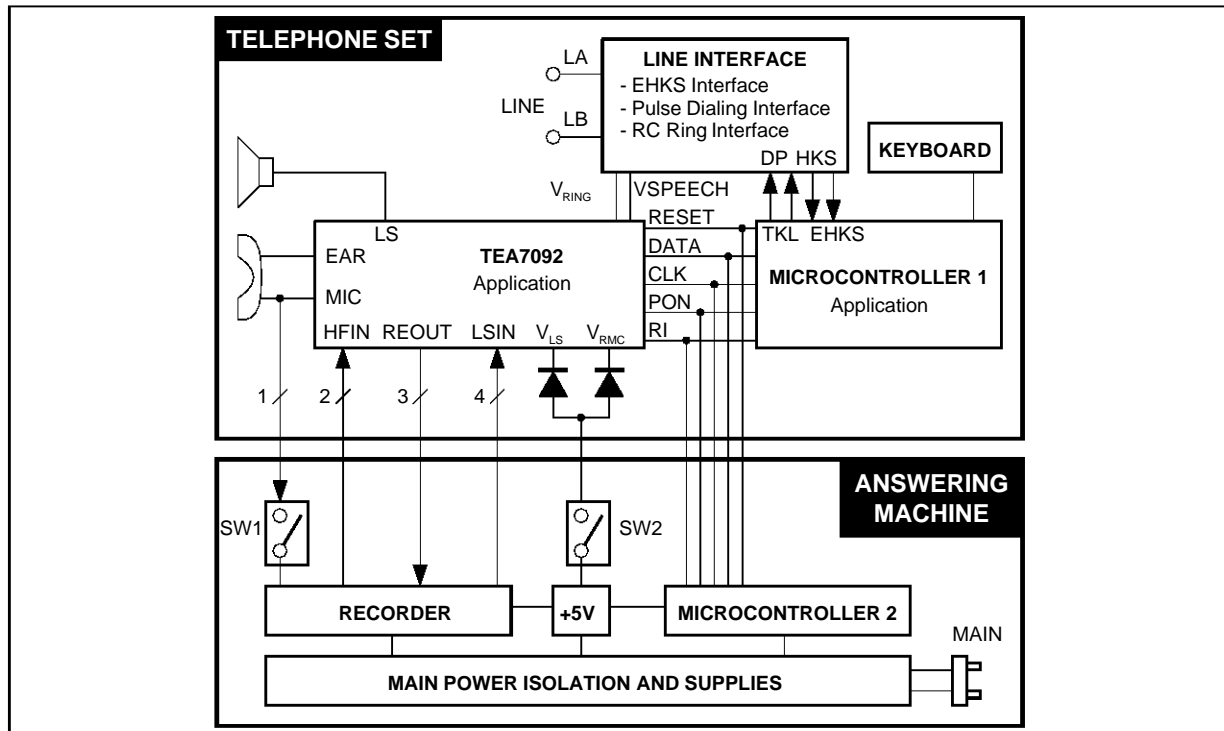 TELEPHONE SET
LA
LINE
LB
LINE INTERFACE
- EHKS Interface
- Pulse Dialing Interface
- RC Ring Interface
DP HKS
KEYBOARD
VRING
VSPEECH
LS
EAR
MIC
TEA7092
Application
HFIN REOUT LSIN VLS VRMC
RESET
DATA
CLK
PON
RI
TKL EHKS
MICROCONTROLLER 1
Application
1 2 3 4
ANSWERING
MACHINE
SW1
SW2
RECORDER
+5V
MICROCONTROLLER 2
MAIN
MAIN POWER ISOLATION AND SUPPLIES